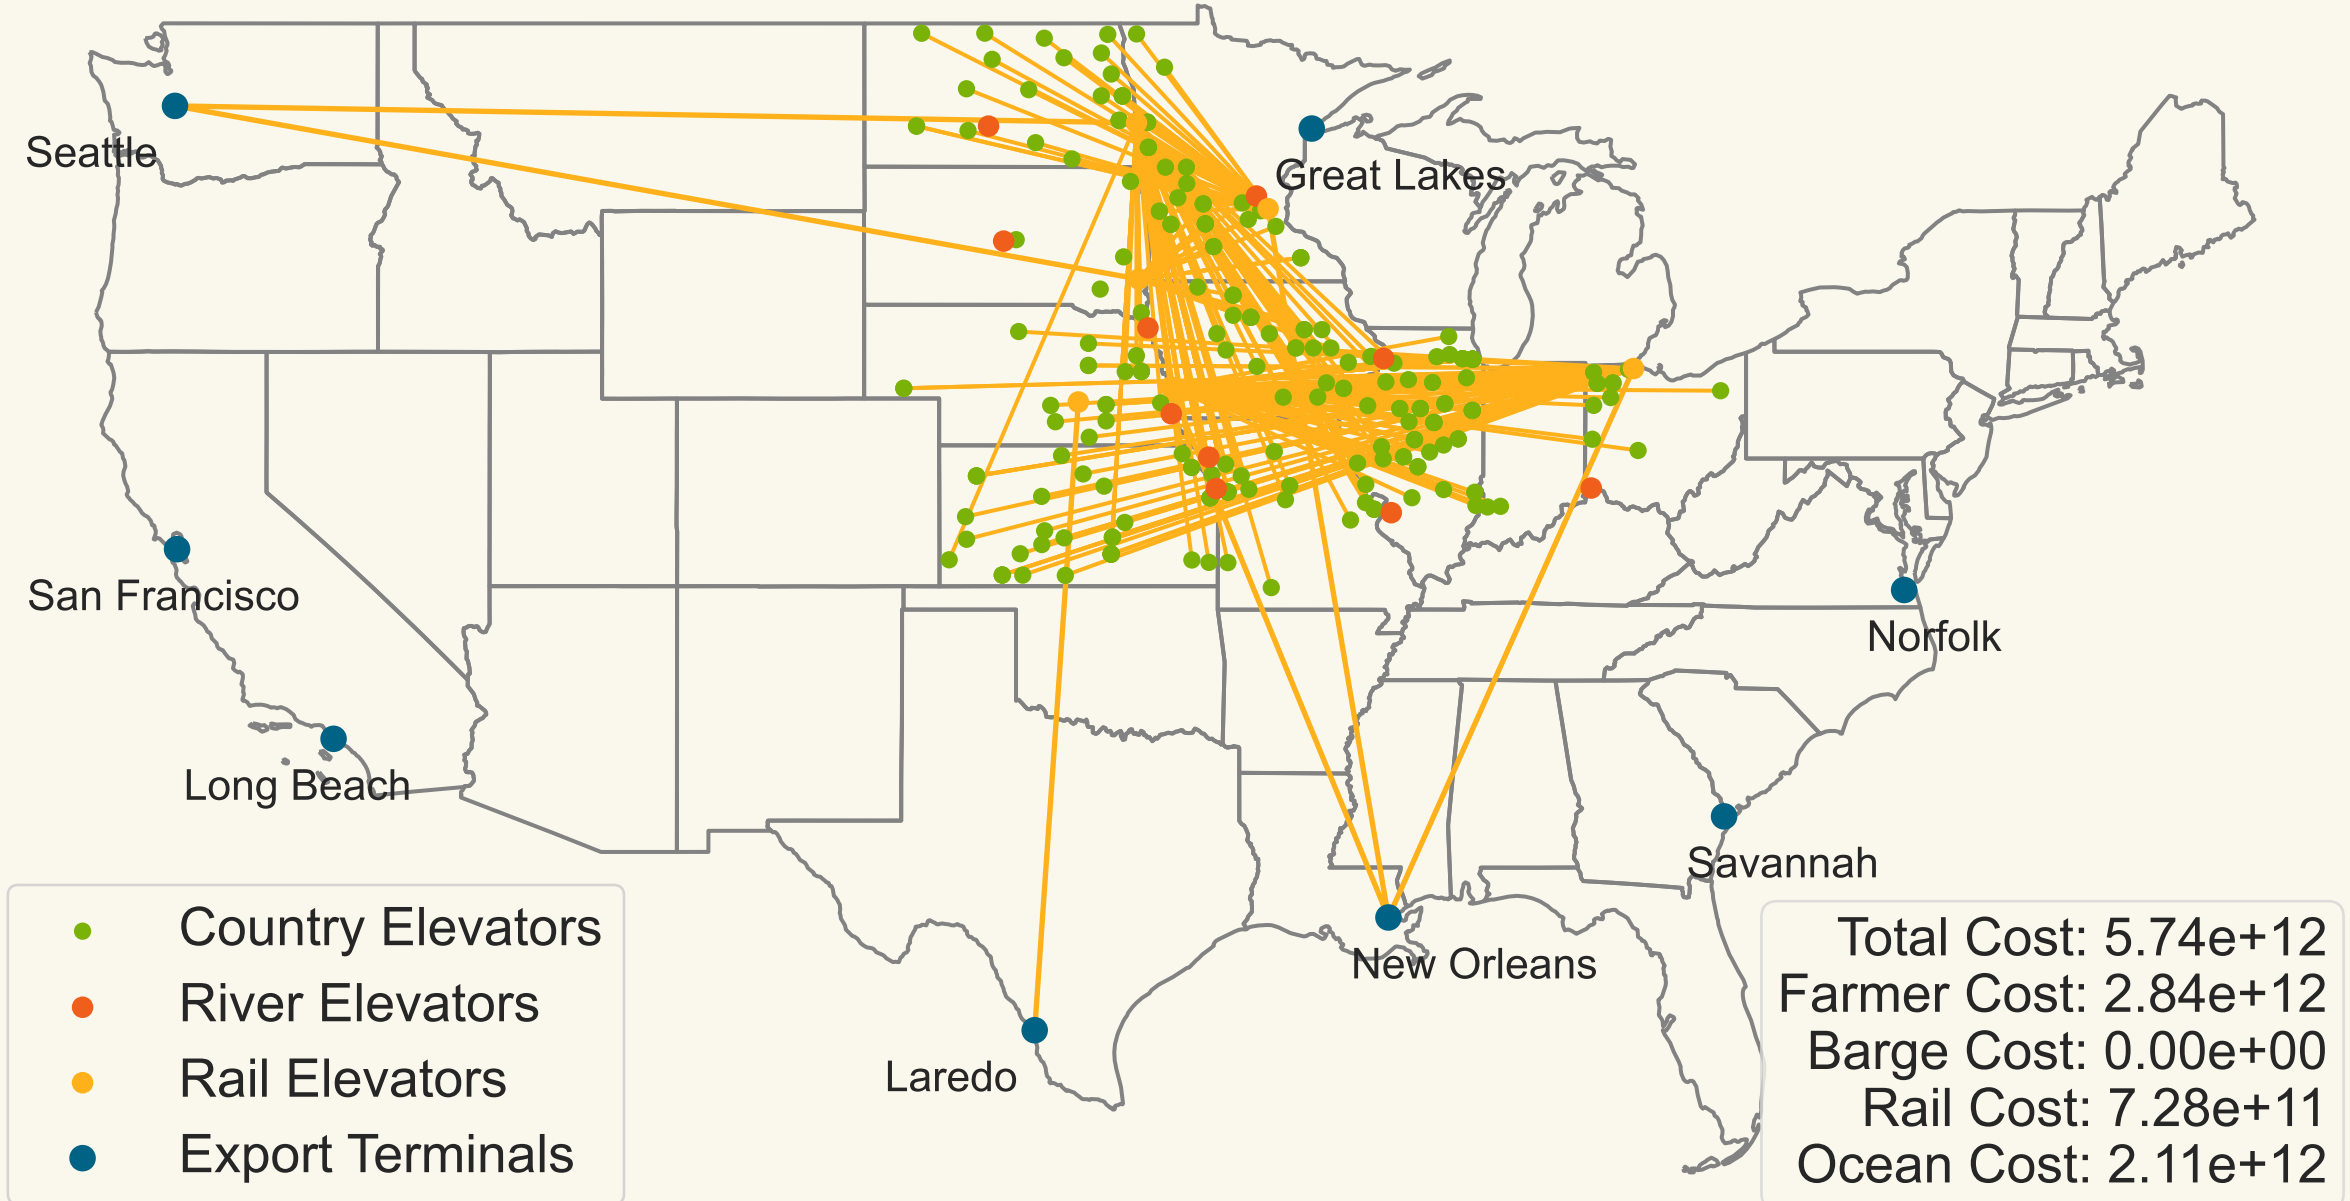 Seattle
Great Lakes
San Francisco
Norfolk
Long Beach
Savannah
New Orleans
Laredo
Country Elevators
River Elevators
Rail Elevators
Export Terminals
Total Cost: 5.74e+12
Farmer Cost: 2.84e+12
Barge Cost: 0.00e+00
Rail Cost: 7.28e+11
Ocean Cost: 2.11e+12